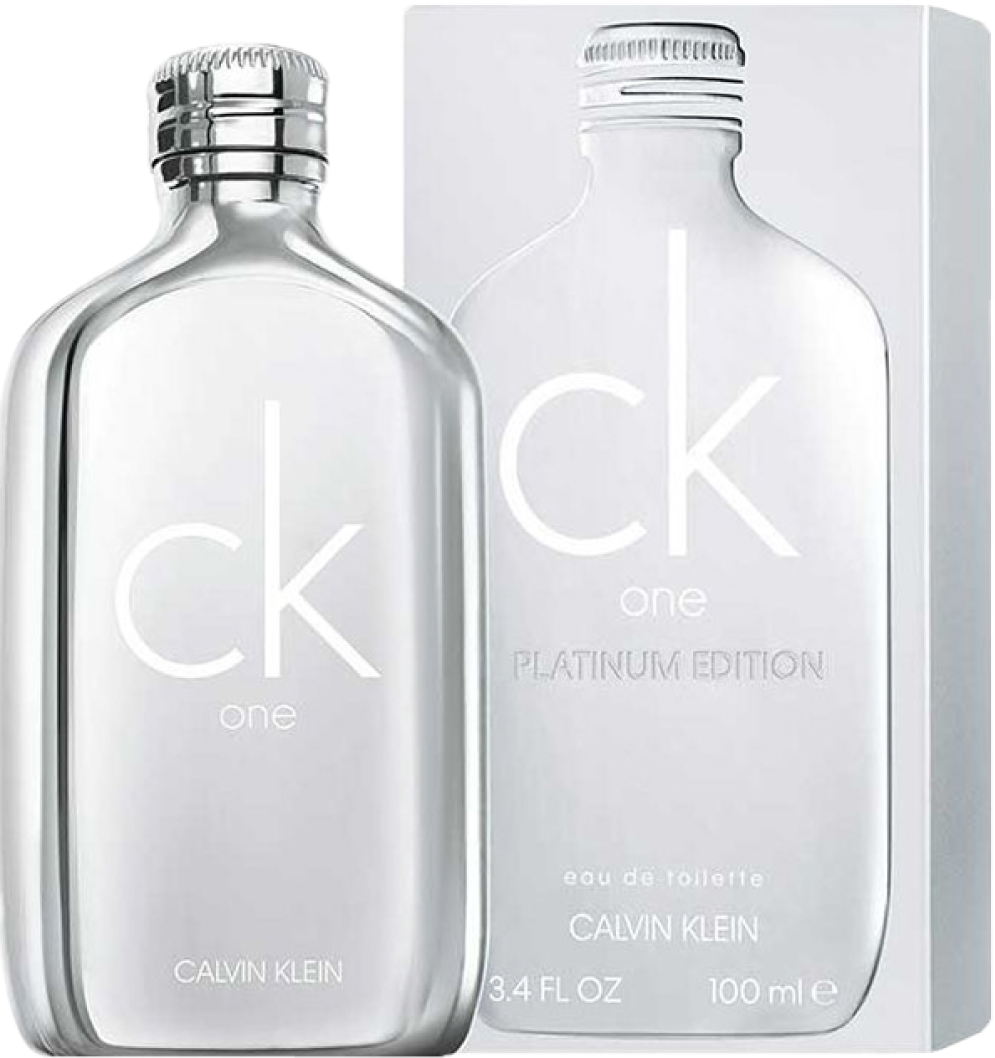 ck
one
CALVIN KLEIN
ck
one
PLATINUM EDITION
eau de toilette
CALVIN KLEIN
3.4 FL OZ 100 ml e